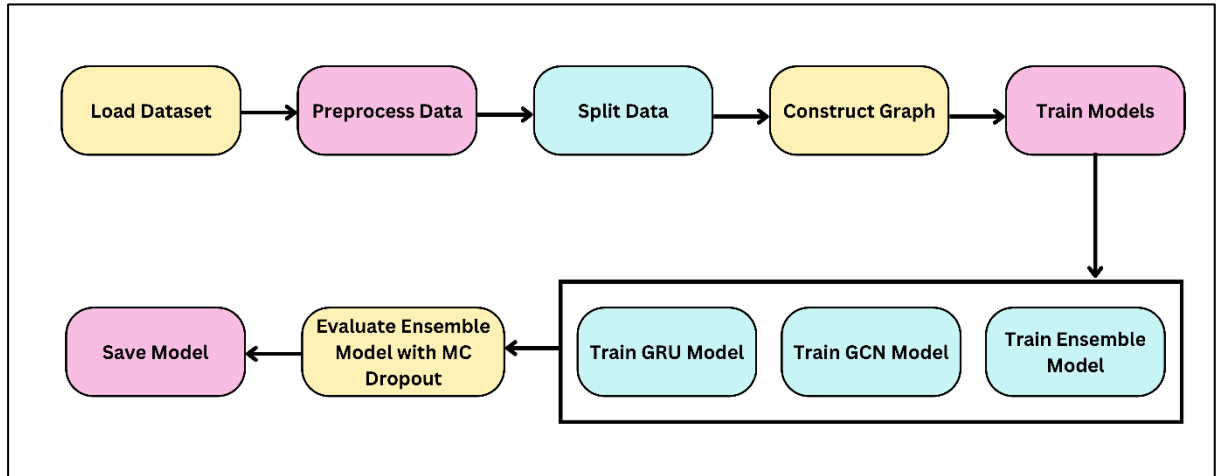 Load Dataset
Preprocess Data
Split Data
Construct Graph
Train Models
Save Model
Evaluate Ensemble
Model with MC
Dropout
Train GRU Model
Train GCN Model
Train Ensemble
Model